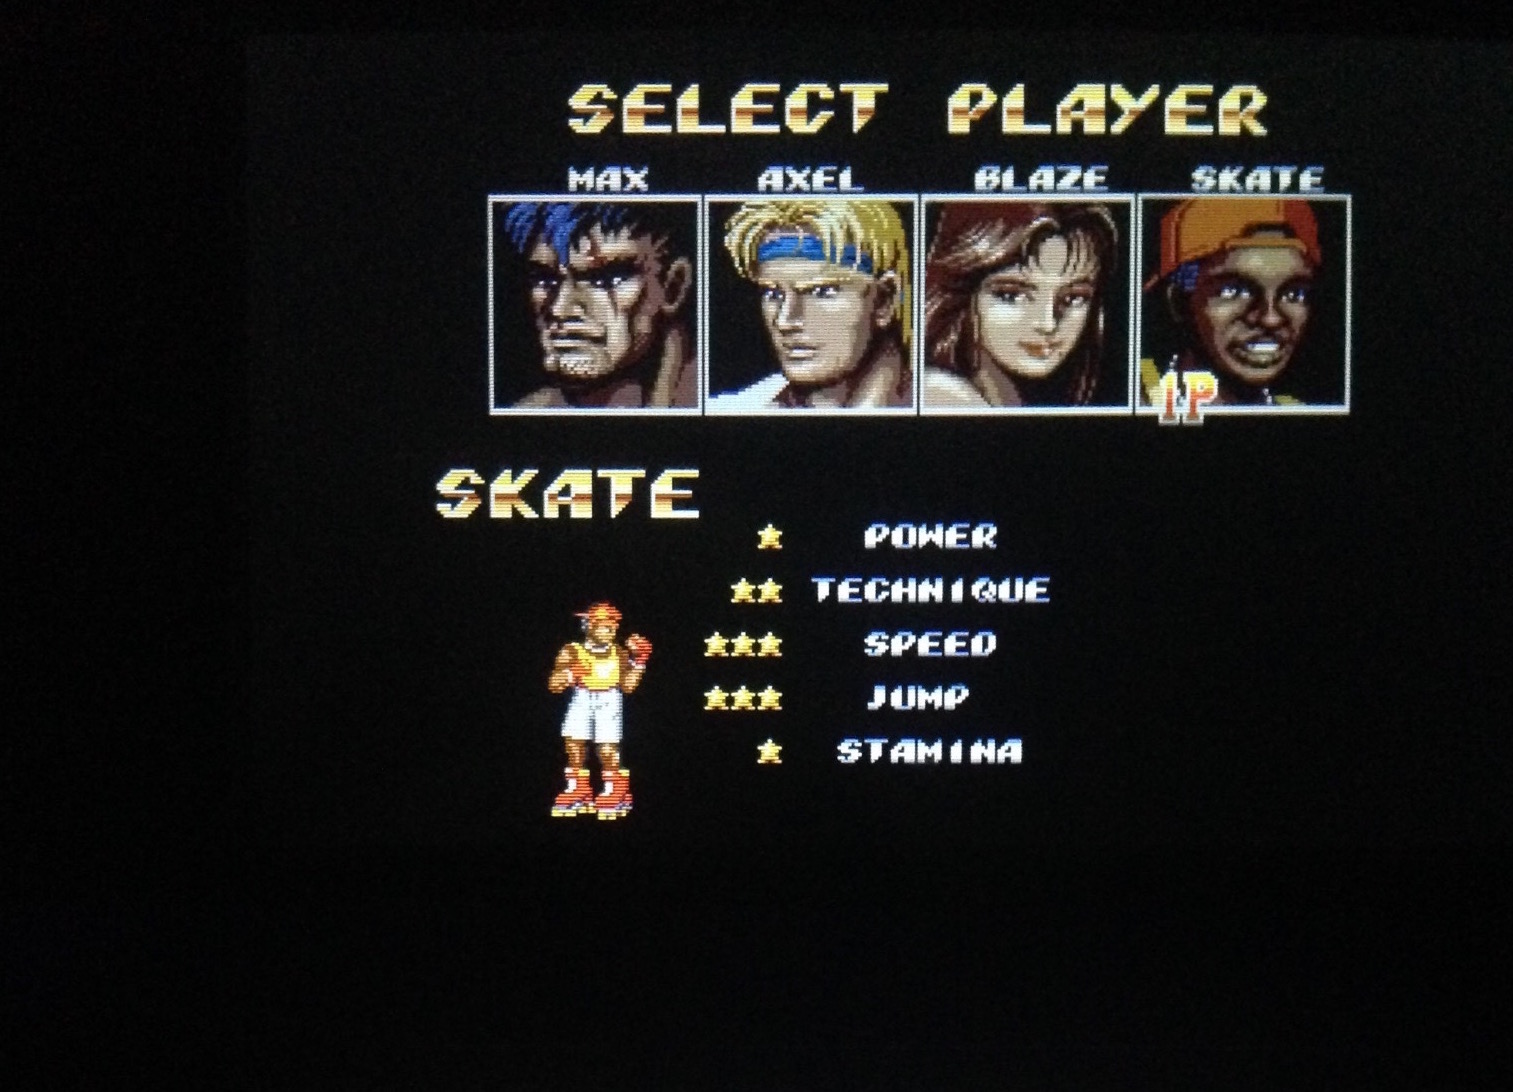 SELECT PLAYER
MAX AXEL BLAZE SKATE
1P
SKATE
POWER
TECHNIQUE
SPEED
JUMP
STAMINA